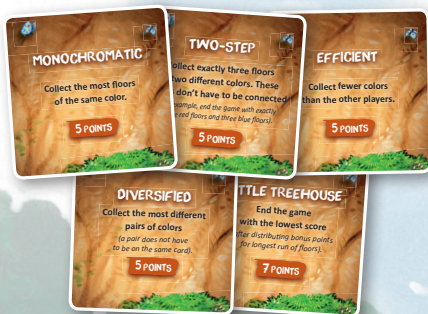 MONOCHROMATIC
Collect the most floors
of the same color.
5 POINTS
TWO-STEP
ollect exactly three floors
two different colors. These
don't have to be connected
example, end the game with exactly
e red floors and three blue floors).
5 POINTS
EFFICIENT
Collect fewer colors
than the other players.
5 POINTS
DIVERSIFIED
Collect the most different
pairs of colors
(a pair does not have
to be on the same card).
5 POINTS
TTLE TREEHOUSE
End the game
with the lowest score
after distributing bonus points
for longest run of floors).
7 POINTS